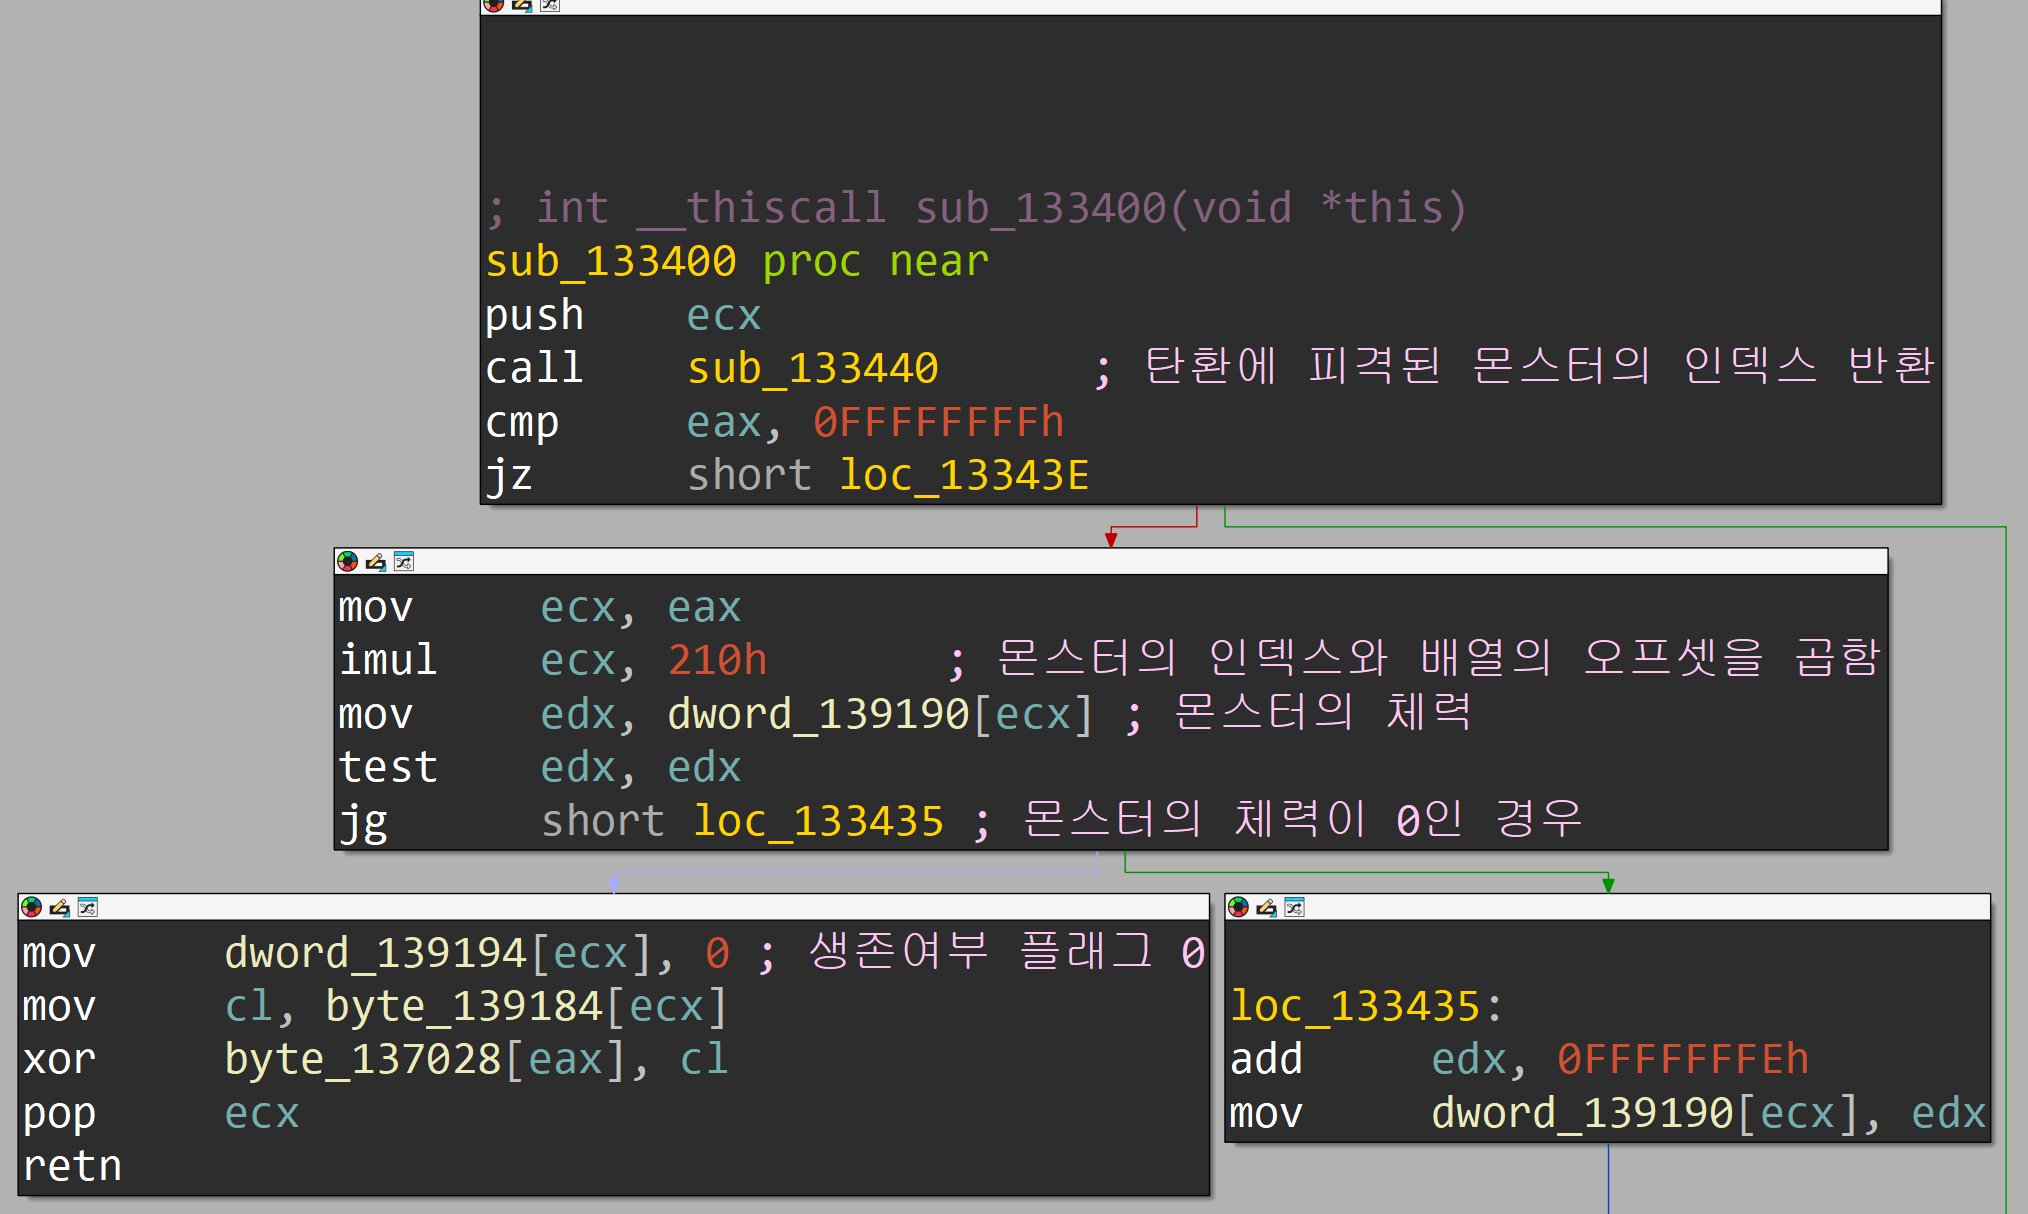 ; int __thiscall sub_133400(void *this)
sub_133400 proc near
push ecx
call sub_133440 ; 탄환에 피격된 몬스터의 인덱스 반환
cmp eax, 0FFFFFFFFh
jz short loc_13343E
mov ecx, eax
imul ecx, 210h ; 몬스터의 인덱스와 배열의 오프셋을 곱함
mov edx, dword_139190[ecx] ; 몬스터의 체력
test edx, edx
jg short loc_133435 ; 몬스터의 체력이 0인 경우
mov dword_139194[ecx], 0 ; 생존여부 플래그 0
mov cl, byte_139184[ecx]
xor byte_137028[eax], cl
pop ecx
retn
loc_133435:
add edx, 0FFFFFFFEh
mov dword_139190[ecx], edx